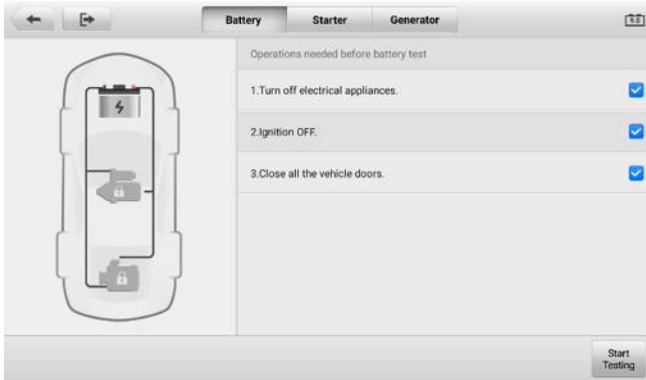 Battery
Starter
Generator
Operations needed before battery test
1.Turn off electrical appliances.
2.Ignition OFF.
3.Close all the vehicle doors.
Start
Testing